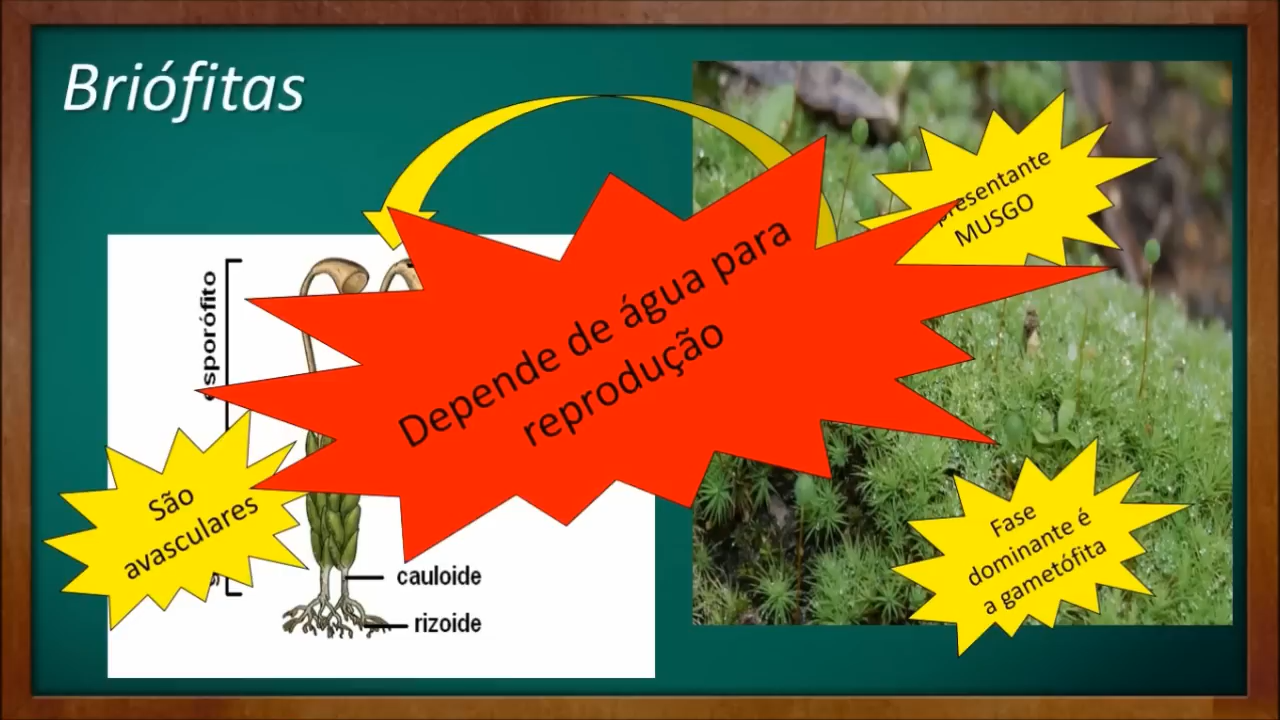 Briófitas
presentante
MUSGO
Depende de água para
reprodução
esporófito
São
avasculares
Fase
dominante é
a gametófita
cauloide
rizoide